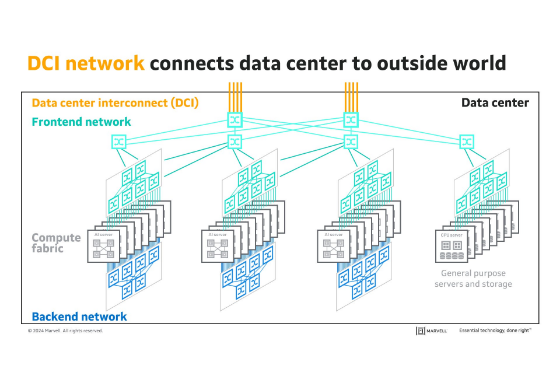 DCI network connects data center to outside world
Data center interconnect (DCI)
Data center
Frontend network
Compute
fabric
General purpose
servers and storage
Backend network
© 2024 Marvell. All rights reserved.
MARVELL
Essential technology, done right™